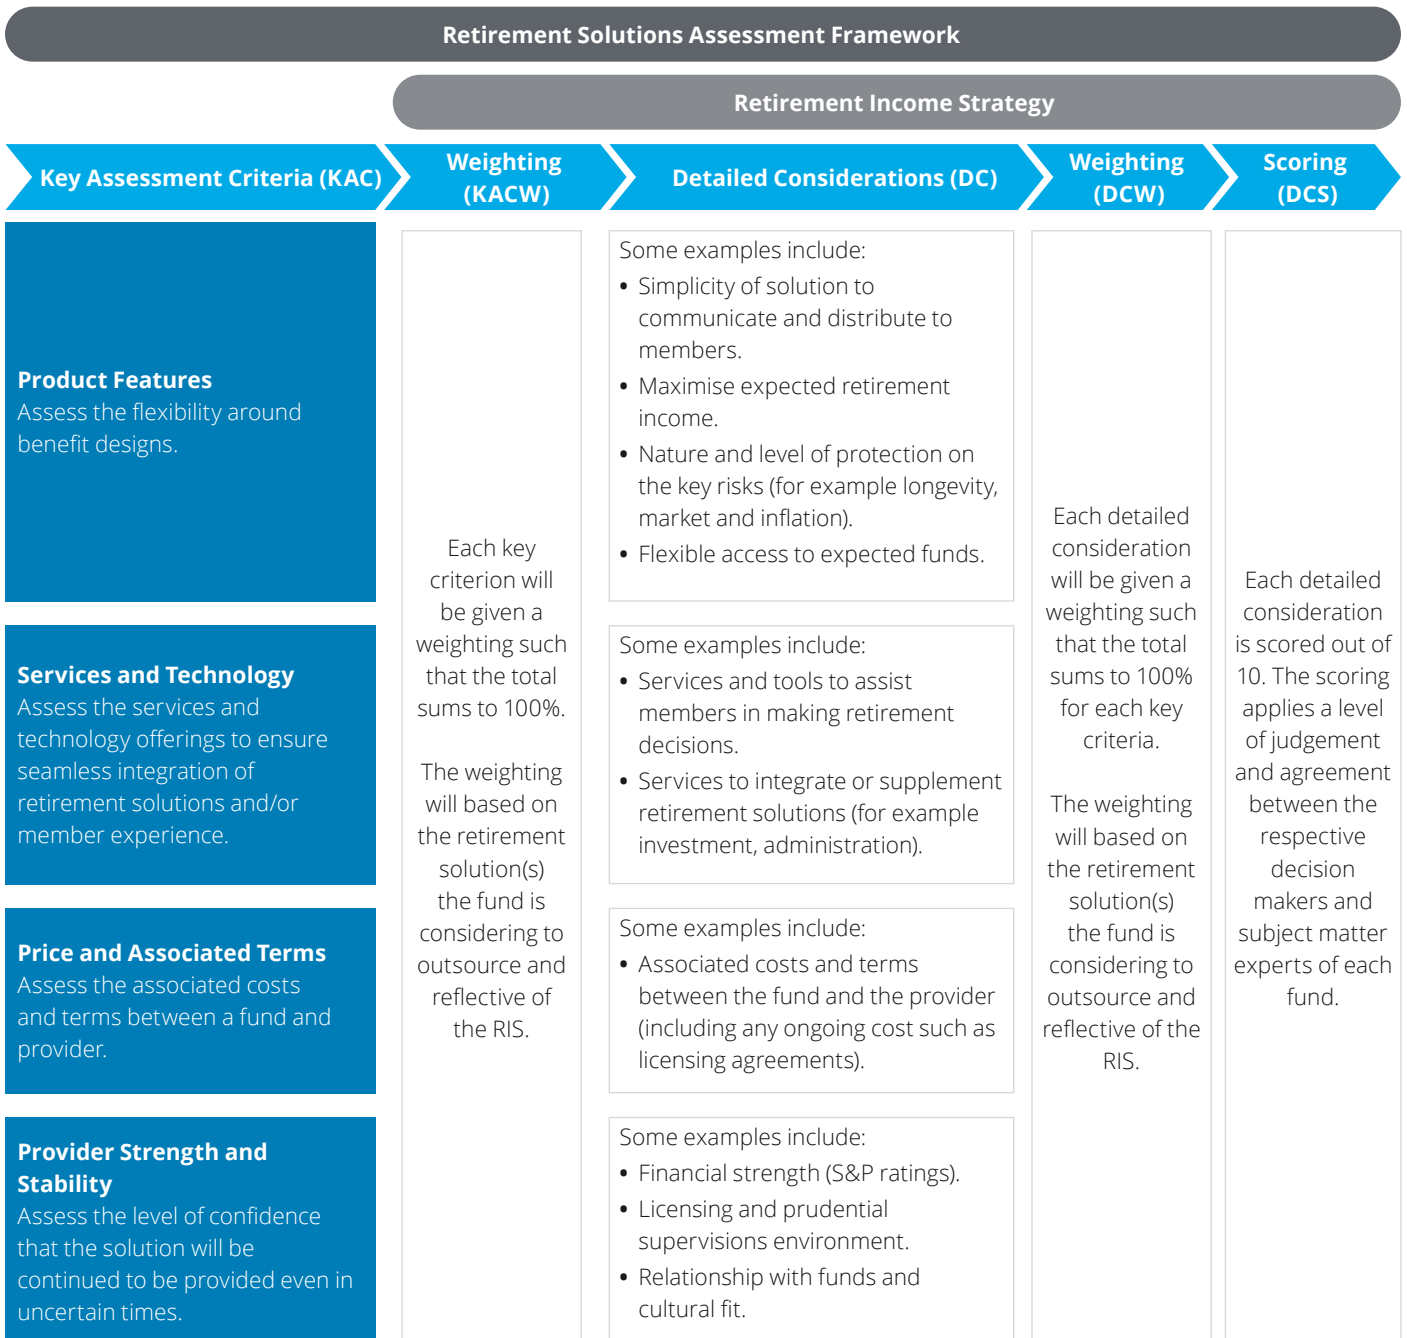 Retirement Solutions Assessment Framework
Retirement Income Strategy
Key Assessment Criteria (KAC)
Weighting
(KACW)
Detailed Considerations (DC)
Weighting
(DCW)
Scoring
(DCS)
Product Features
Assess the flexibility around
benefit designs.
Services and Technology
Assess the services and
technology offerings to ensure
seamless integration of
retirement solutions and/or
member experience.
Price and Associated Terms
Assess the associated costs
and terms between a fund and
provider.
Provider Strength and
Stability
Assess the level of confidence
that the solution will be
continued to be provided even in
uncertain times.
Each key
criterion will
be given a
weighting such
that the total
sums to 100%.
The weighting
will based on
the retirement
solution(s)
the fund is
considering to
outsource and
reflective of
the RIS.
Some examples include:
• Simplicity of solution to
communicate and distribute to
members.
• Maximise expected retirement
income.
• Nature and level of protection on
the key risks (for example longevity,
market and inflation).
• Flexible access to expected funds.
Some examples include:
• Services and tools to assist
members in making retirement
decisions.
• Services to integrate or supplement
retirement solutions (for example
investment, administration).
Some examples include:
• Associated costs and terms
between the fund and the provider
(including any ongoing cost such as
licensing agreements).
Some examples include:
• Financial strength (S&P ratings).
• Licensing and prudential
supervisions environment.
• Relationship with funds and
cultural fit.
Each detailed
consideration
will be given a
weighting such
that the total
sums to 100%
for each key
criteria.
The weighting
will based on
the retirement
solution(s)
the fund is
considering to
outsource and
reflective of the
RIS.
Each detailed
consideration
is scored out of
10. The scoring
applies a level
of judgement
and agreement
between the
respective
decision
makers and
subject matter
experts of each
fund.